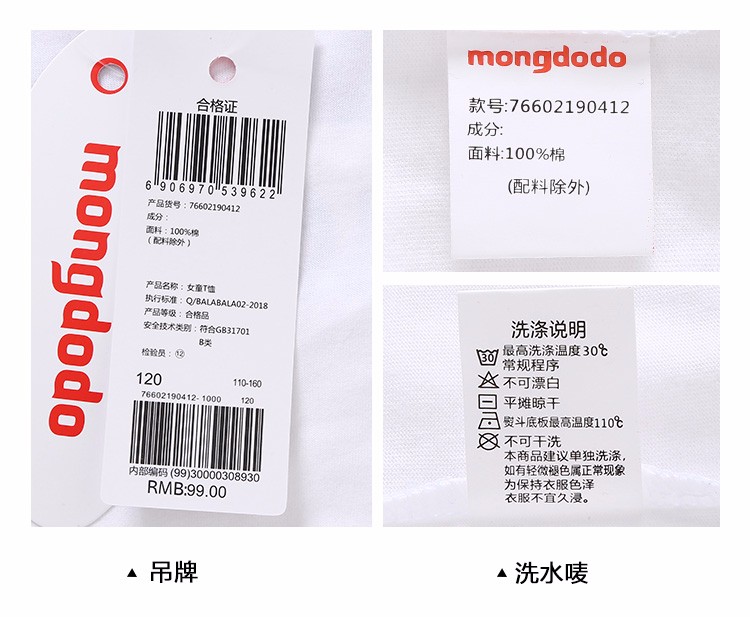 mongdodo
合格证
6 906970 539622
产品货号：76602190412
成分：
面料：100%棉
（配料除外）
产品名称：女童T恤
执行标准：Q/BALABALA02-2018
产品等级：合格品
安全技术类别：符合GB31701
B类
检验员：⑫
120 110-160
76602190412- 1000 120
内部编码 (99)30000308930
RMB:99.00
mongdodo
款号:76602190412
成分:
面料:100%棉
(配料除外)
洗涤说明
30 最高洗涤温度30℃
常规程序
不可漂白
平摊晾干
熨斗底板最高温度110℃
不可干洗
本商品建议单独洗涤,
如有轻微褪色属正常现象
为保持衣服色泽
衣服不宜久浸。
▲ 吊牌
▲ 洗水唛